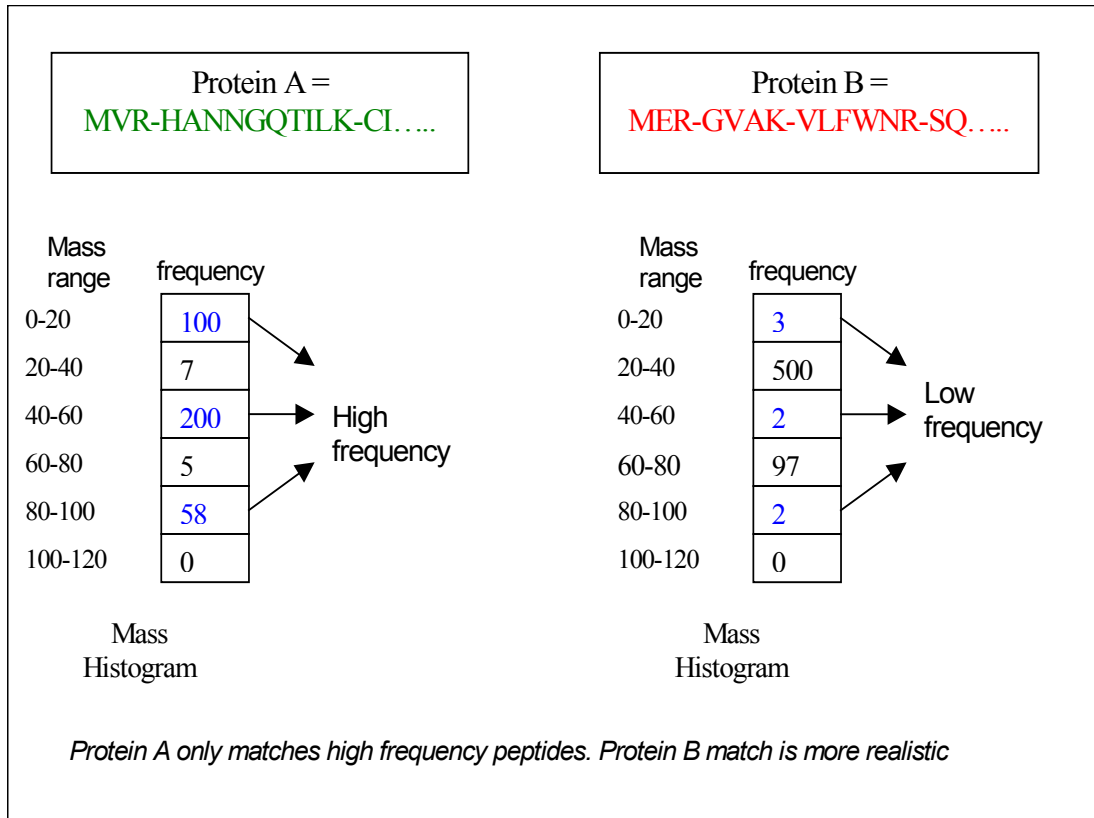 Protein A =
MVR-HANNGQTILK-CI…..
Protein B =
MER-GVAK-VLFWNR-SQ…..
Mass
range
frequency
0-20
100
20-40
7
40-60
200
60-80
5
80-100
58
100-120
0
High
frequency
Mass
Histogram
Mass
range
frequency
0-20
3
20-40
500
40-60
2
60-80
97
80-100
2
100-120
0
Low
frequency
Mass
Histogram
Protein A only matches high frequency peptides. Protein B match is more realistic